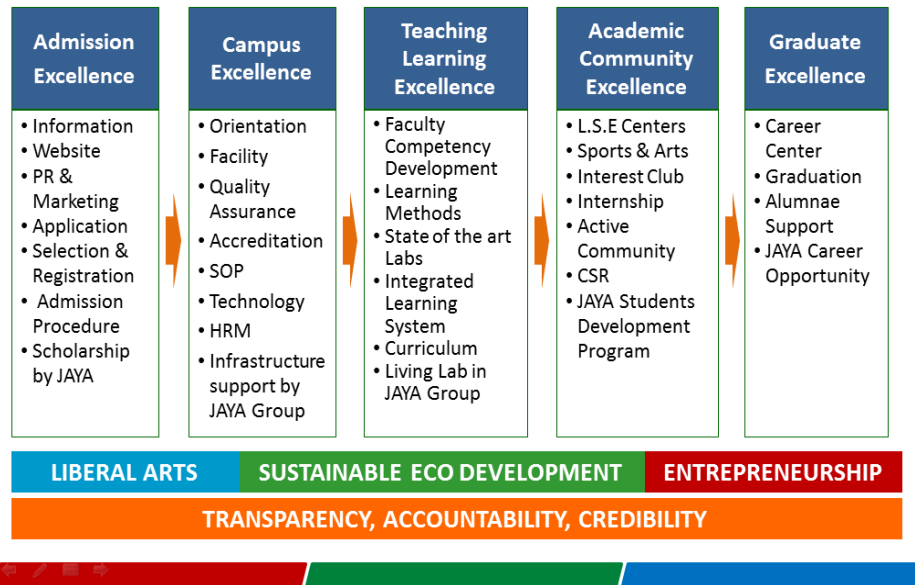 Admission
Excellence
• Information
• Website
• PR &
Marketing
• Application
• Selection &
Registration
• Admission
Procedure
• Scholarship
by JAYA
Campus
Excellence
• Orientation
• Facility
• Quality
Assurance
• Accreditation
• SOP
• Technology
• HRM
• Infrastructure
support by
JAYA Group
Teaching
Learning
Excellence
• Faculty
Competency
Development
• Learning
Methods
• State of the art
Labs
• Integrated
Learning
System
• Curriculum
• Living Lab in
JAYA Group
Academic
Community
Excellence
• L.S.E Centers
• Sports & Arts
• Interest Club
• Internship
• Active
Community
• CSR
• JAYA Students
Development
Program
Graduate
Excellence
• Career
Center
• Graduation
• Alumnae
Support
• JAYA Career
Opportunity
LIBERAL ARTS
SUSTAINABLE ECO DEVELOPMENT
ENTREPRENEURSHIP
TRANSPARENCY, ACCOUNTABILITY, CREDIBILITY